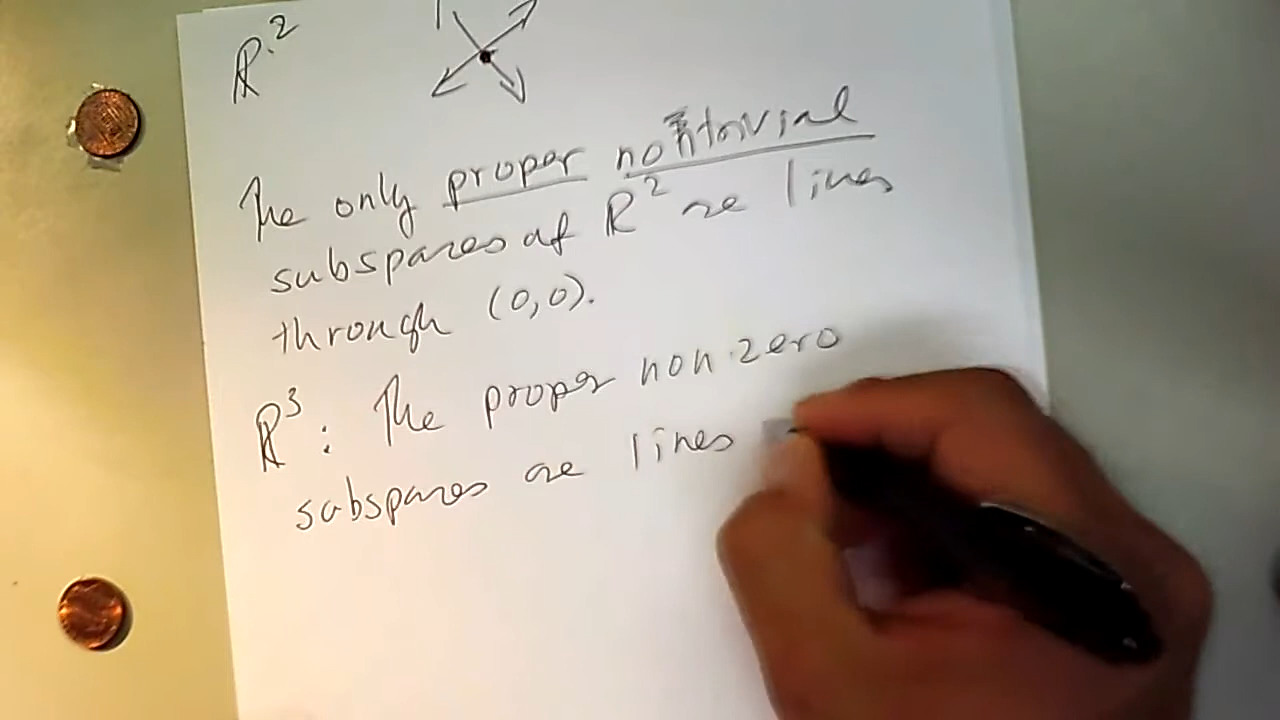 R²
The only proper nontrivial
subspaces of R² are lines
through (0,0).
R³: The proper nonzero
subspaces are lines